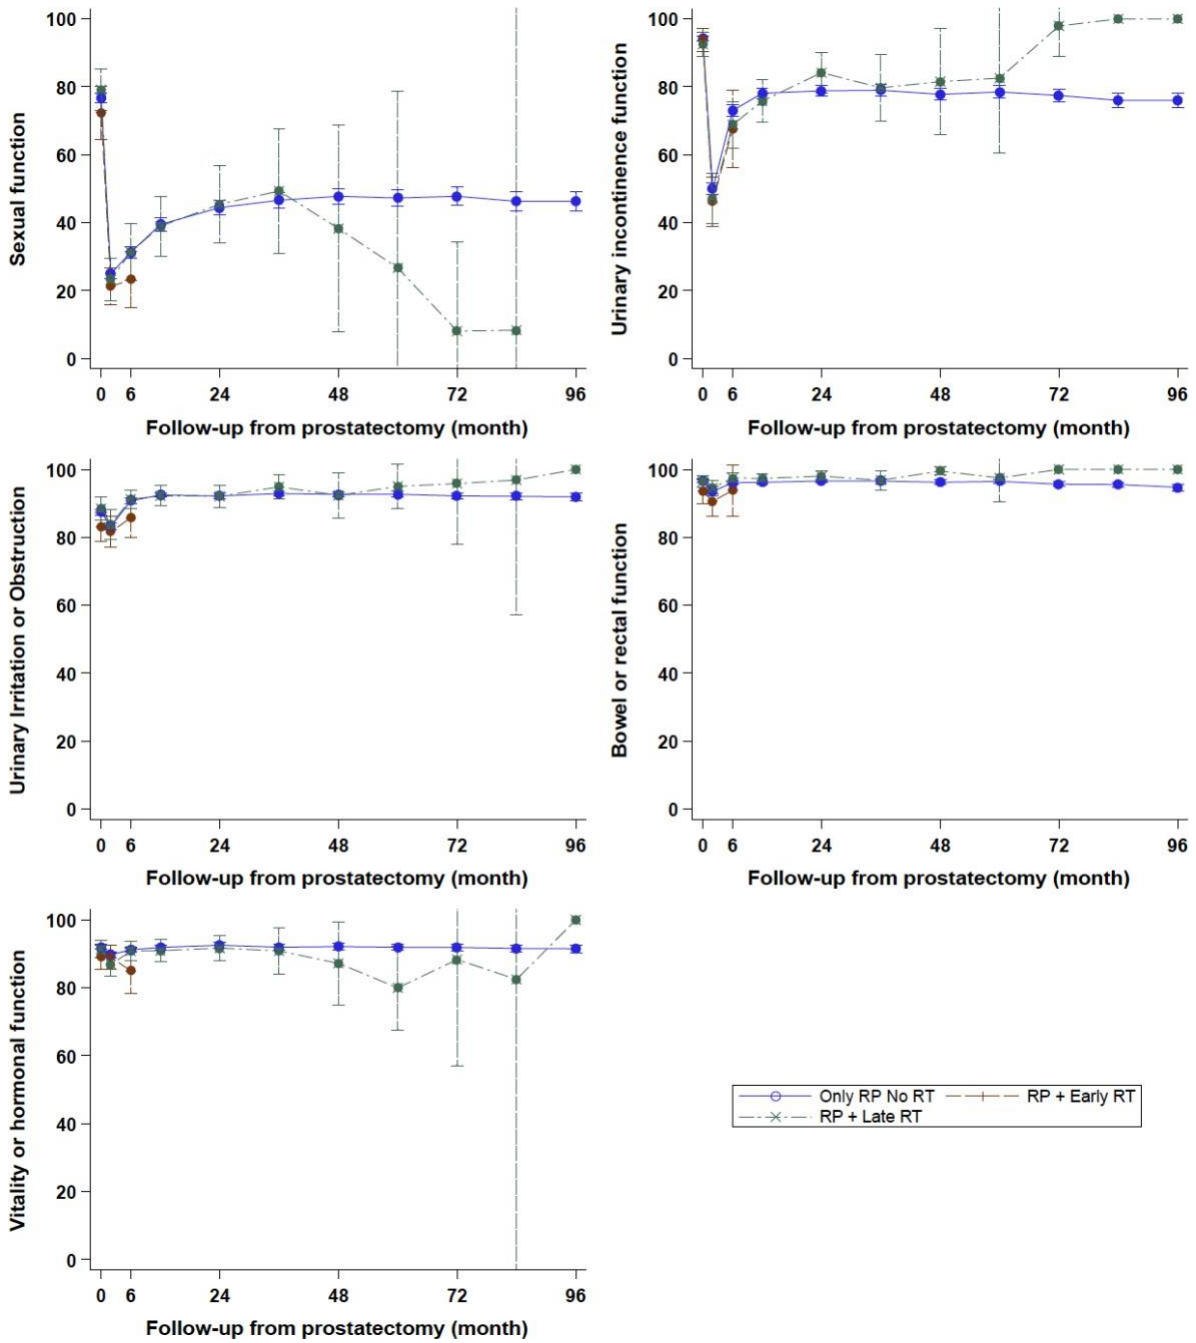 Sexual function
100
80
60
40
20
0
0 6 24 48 72 96
Follow-up from prostatectomy (month)
Urinary incontinence function
100
80
60
40
20
0
0 6 24 48 72 96
Follow-up from prostatectomy (month)
Urinary Irritation or Obstruction
100
80
60
40
20
0
0 6 24 48 72 96
Follow-up from prostatectomy (month)
Bowel or rectal function
100
80
60
40
20
0
0 6 24 48 72 96
Follow-up from prostatectomy (month)
Vitality or hormonal function
100
80
60
40
20
0
0 6 24 48 72 96
Follow-up from prostatectomy (month)
Only RP No RT RP + Early RT
RP + Late RT